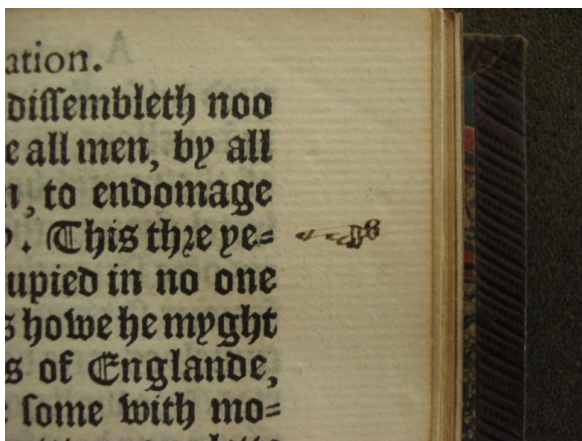 ation.
dissembleth noo
e all men, by all
n, to endomage
. This thre ye=
upied in no one
s howe he myght
s of Englande,
some with mo=